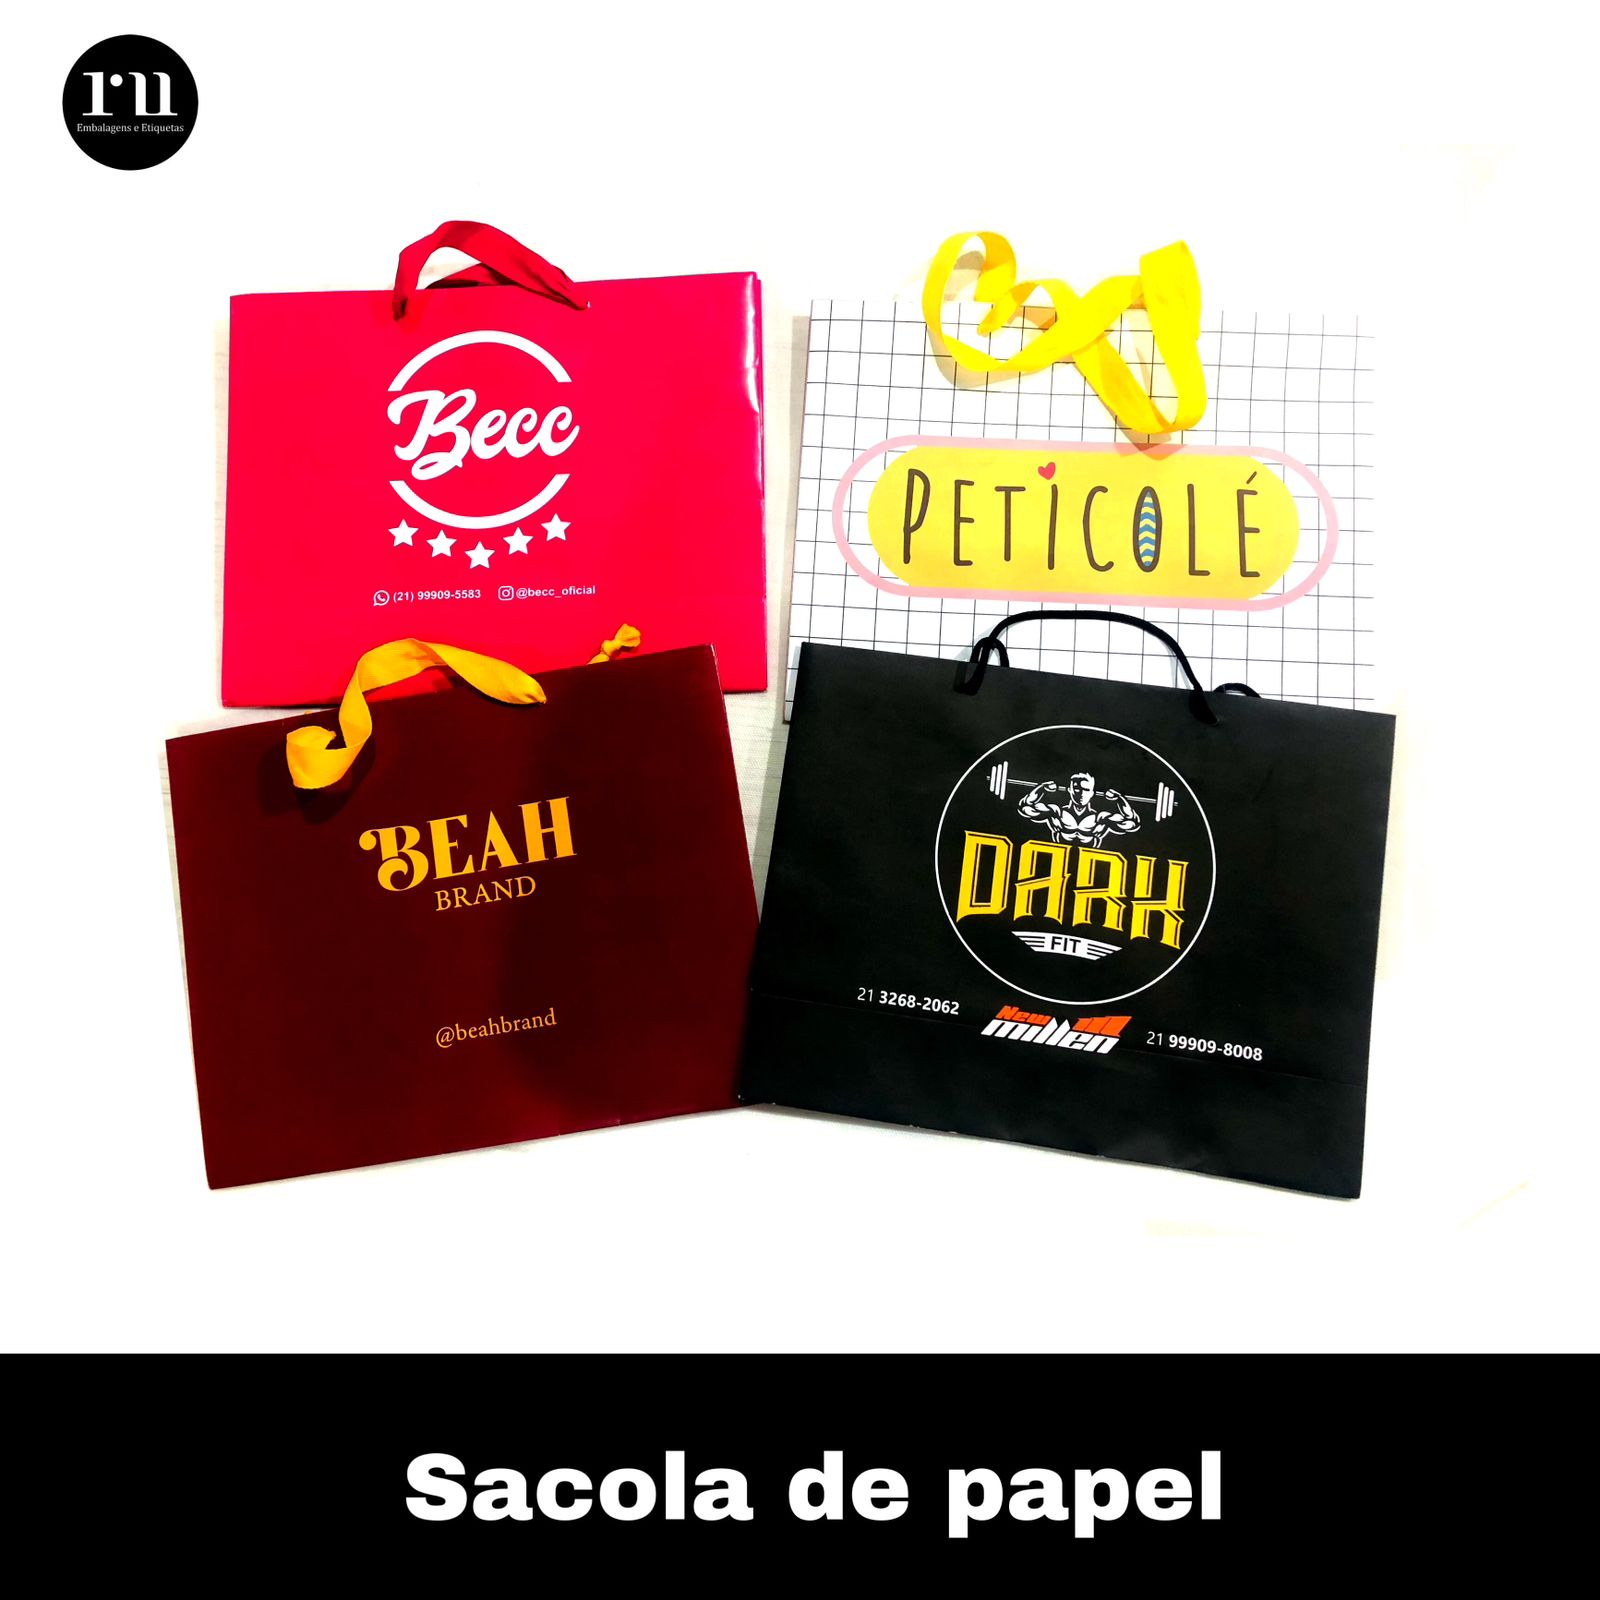 ru
Embalagens e Etiquetas
Becc
(21) 99909-5583 @becc_oficial
PETICOLÉ
BEAH
BRAND
@beahbrand
DARK
FIT
21 3268-2062
New
millen
21 99909-8008
Sacola de papel